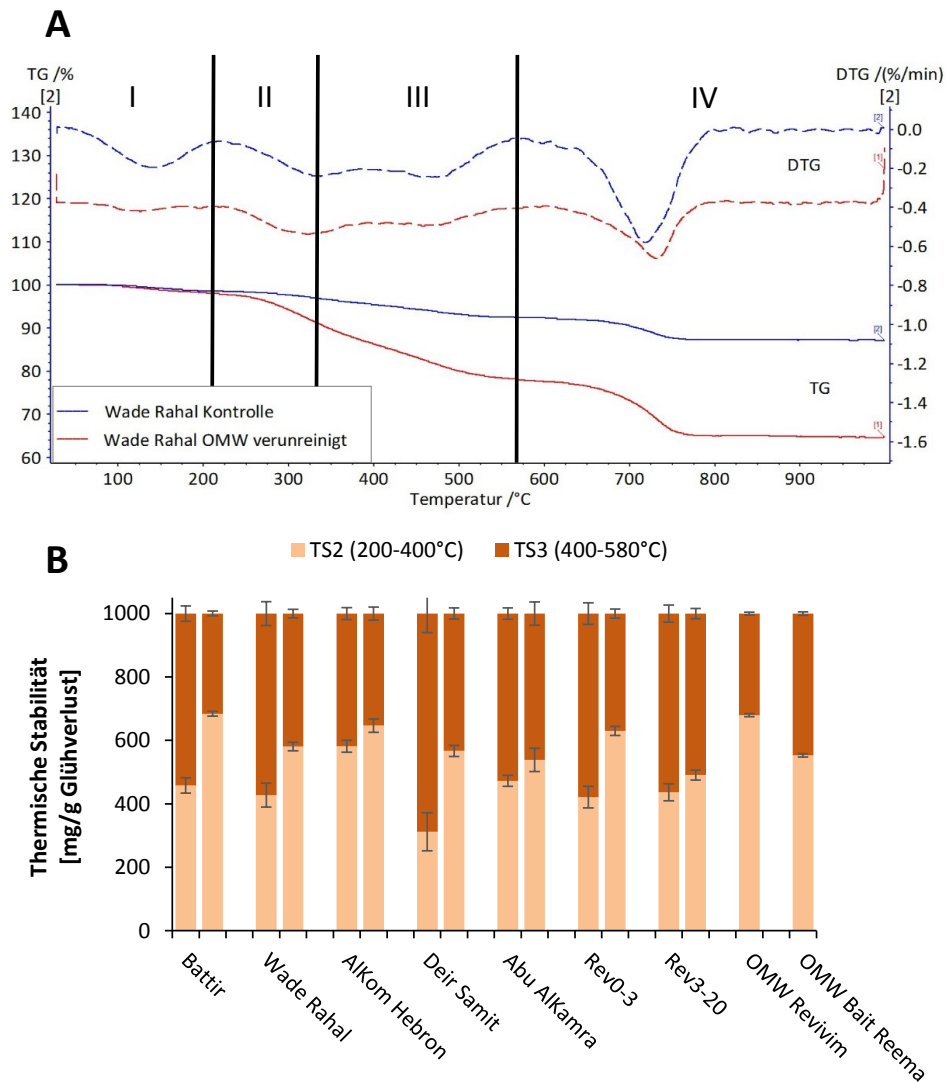 A
TG /%
[2]
DTG /(%/min)
[2]
I
II
III
IV
140
130
120
110
100
90
80
70
60
0.0
-0.2
-0.4
-0.6
-0.8
-1.0
-1.2
-1.4
-1.6
[2]
[1]
DTG
[2]
TG
[1]
Wade Rahal Kontrolle
Wade Rahal OMW verunreinigt
100 200 300 400 500 600 700 800 900
Temperatur /°C
B
TS2 (200-400°C) TS3 (400-580°C)
Thermische Stabilität
[mg/g Glühverlust]
1000
800
600
400
200
0
Battir
Wade Rahal
AlKom Hebron
Deir Samit
Abu AlKamra
Rev0-3
Rev3-20
OMW Revivim
OMW Bait Reema